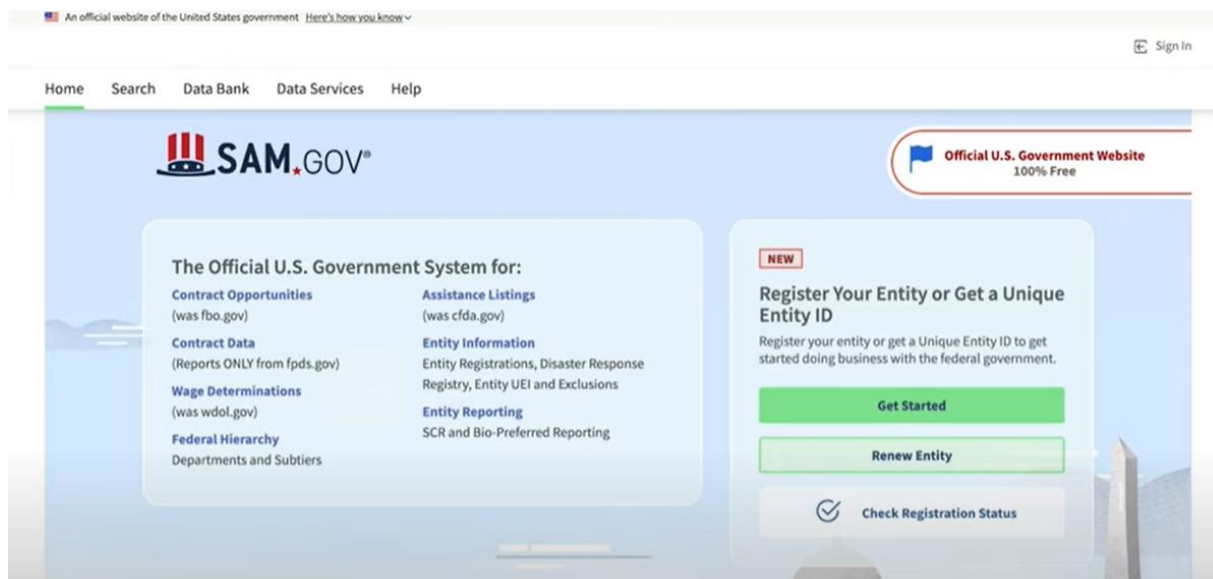 An official website of the United States government Here's how you know
Sign In
Home Search Data Bank Data Services Help
SAM.GOV®
Official U.S. Government Website
100% Free
The Official U.S. Government System for:
Contract Opportunities
(was fbo.gov)
Contract Data
(Reports ONLY from fpds.gov)
Wage Determinations
(was wdol.gov)
Federal Hierarchy
Departments and Subtiers
Assistance Listings
(was cfda.gov)
Entity Information
Entity Registrations, Disaster Response
Registry, Entity UEI and Exclusions
Entity Reporting
SCR and Bio-Preferred Reporting
NEW
Register Your Entity or Get a Unique
Entity ID
Register your entity or get a Unique Entity ID to get
started doing business with the federal government.
Get Started
Renew Entity
Check Registration Status